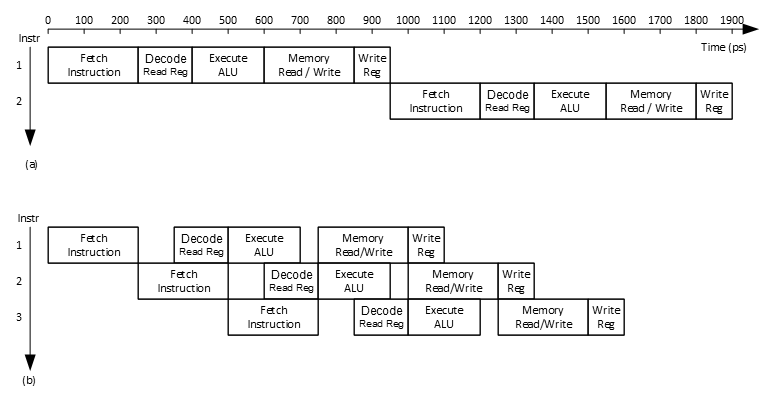 0 100 200 300 400 500 600 700 800 900 1000 1100 1200 1300 1400 1500 1600 1700 1800 1900
Instr
Time (ps)
1
Fetch
Instruction
Decode
Read Reg
Execute
ALU
Memory
Read / Write
Write
Reg
2
Fetch
Instruction
Decode
Read Reg
Execute
ALU
Memory
Read / Write
Write
Reg
(a)
Instr
1
Fetch
Instruction
Decode
Read Reg
Execute
ALU
Memory
Read/Write
Write
Reg
2
Fetch
Instruction
Decode
Read Reg
Execute
ALU
Memory
Read/Write
Write
Reg
3
Fetch
Instruction
Decode
Read Reg
Execute
ALU
Memory
Read/Write
Write
Reg
(b)